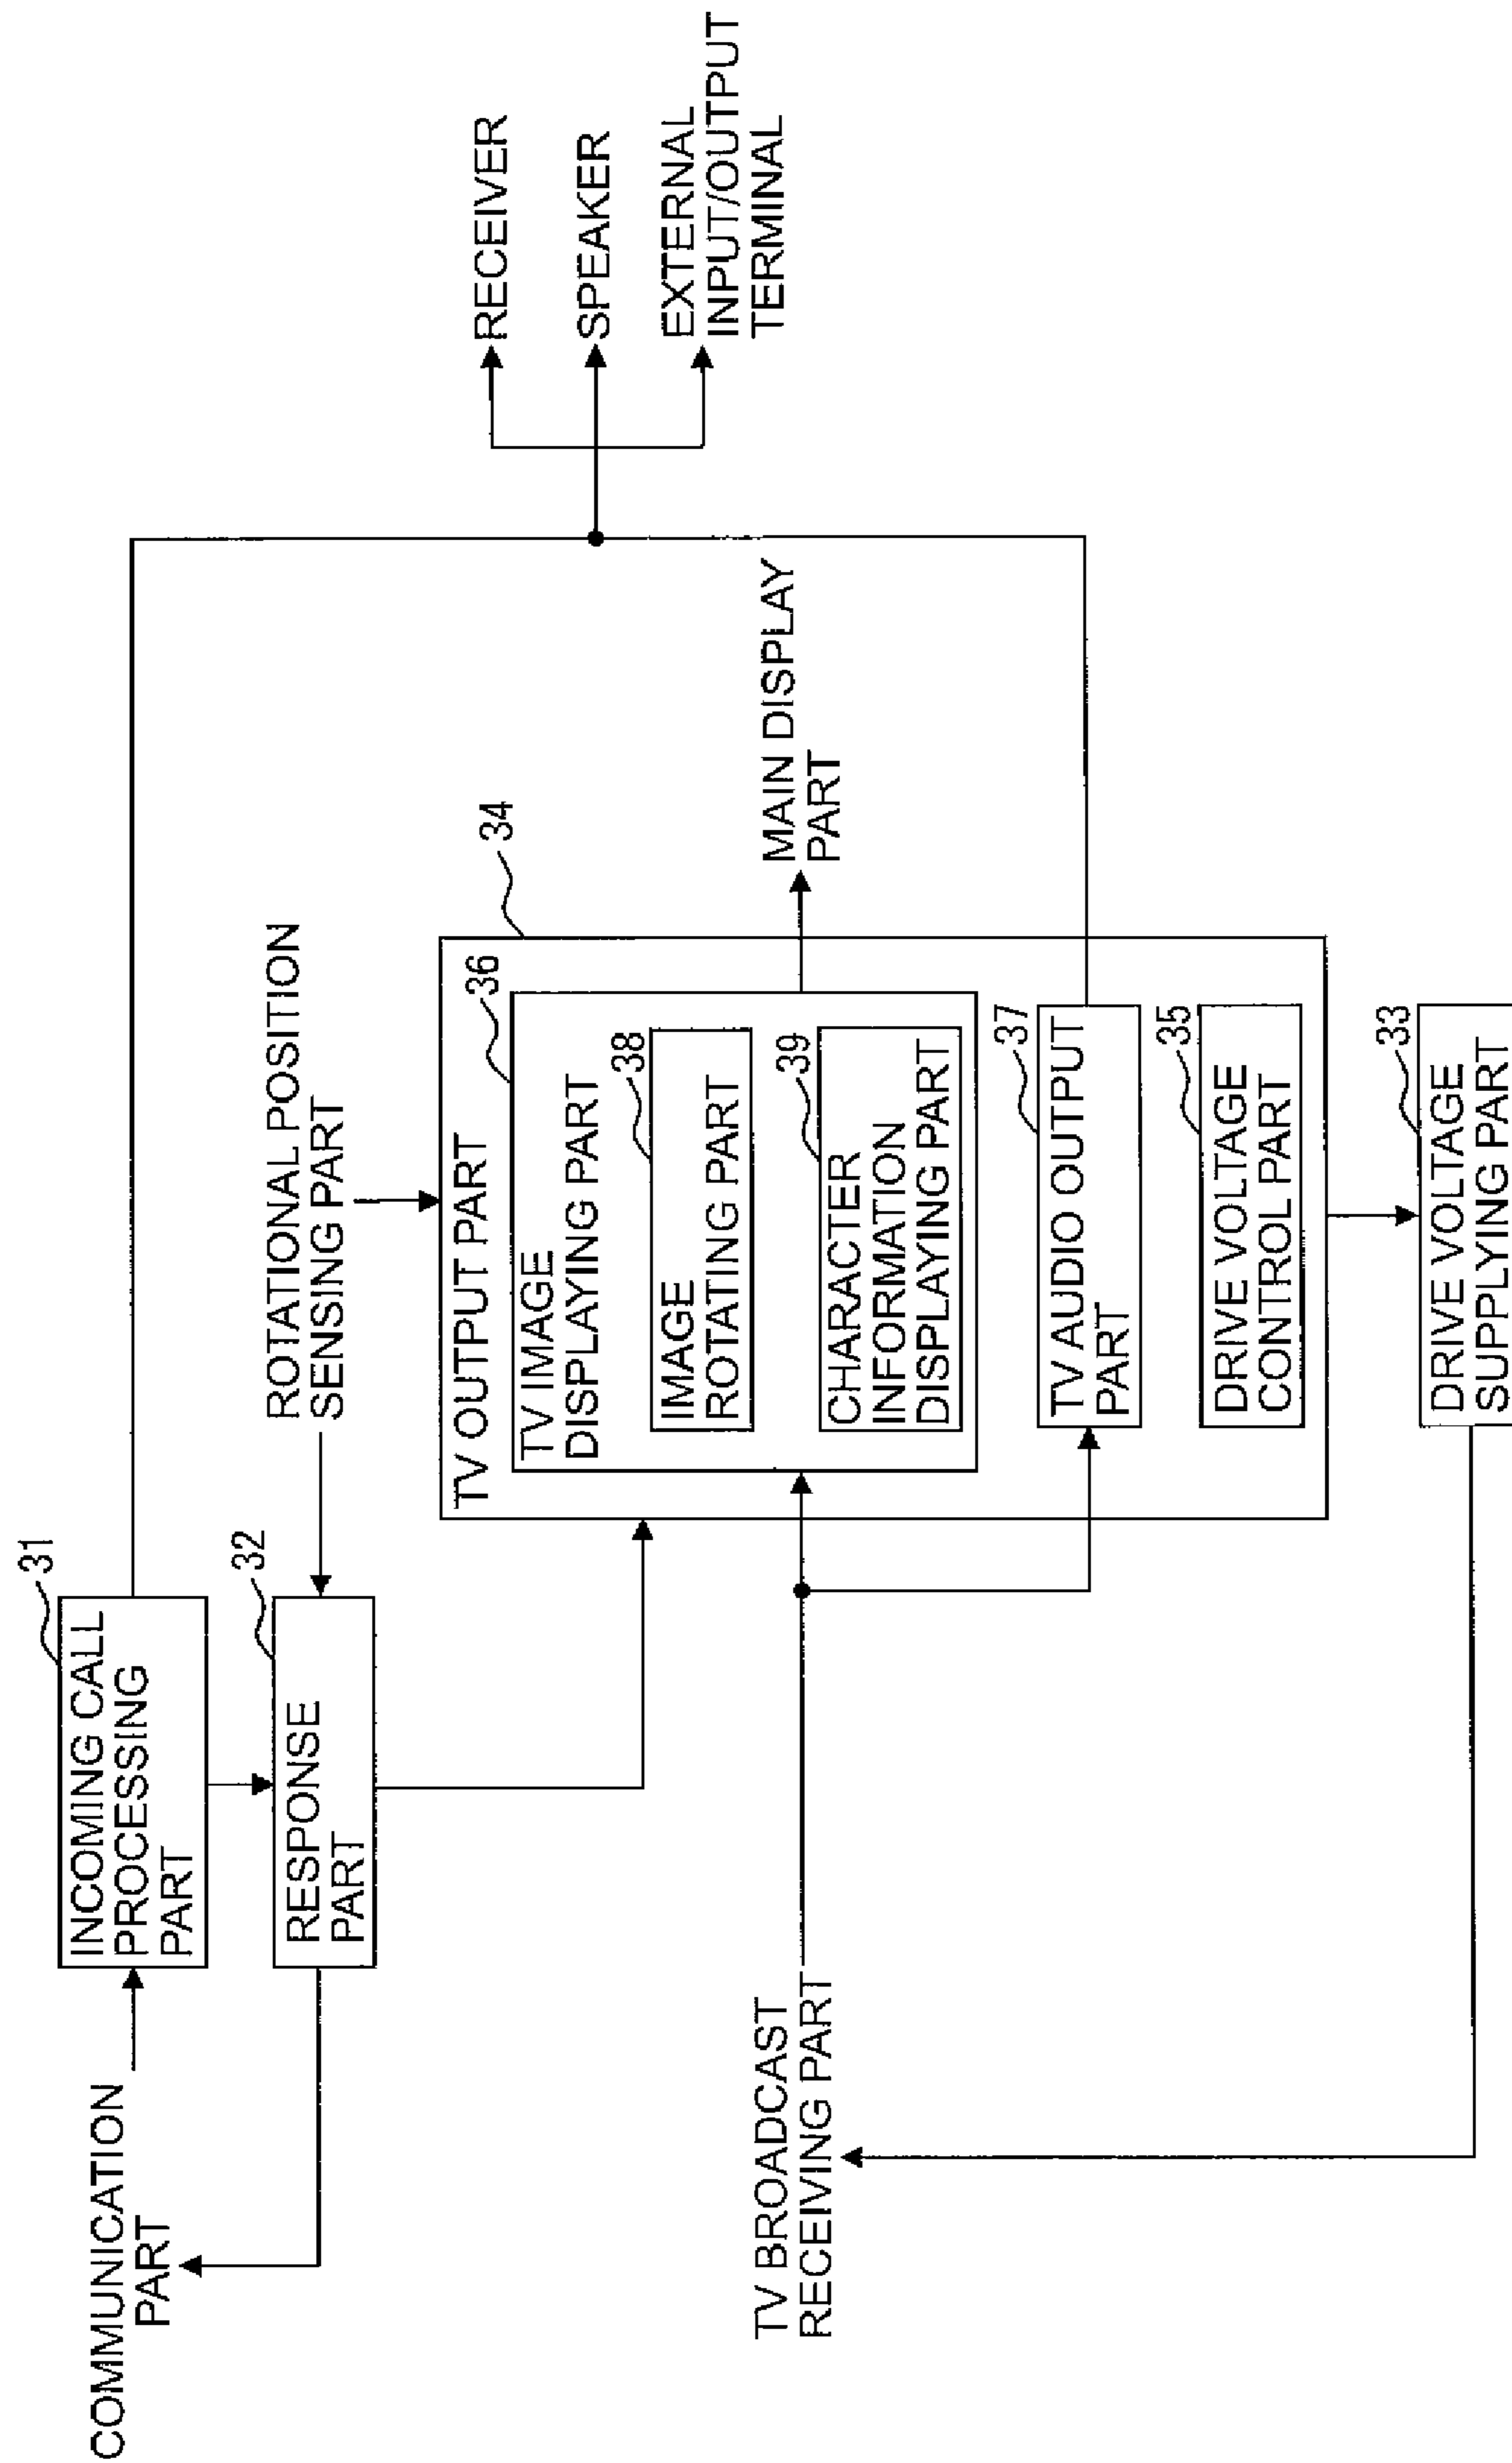 COMMUNICATION
PART
31
INCOMING CALL
PROCESSING
PART
32
RESPONSE
PART
ROTATIONAL POSITION
SENSING PART
RECEIVER
SPEAKER
EXTERNAL
INPUT/OUTPUT
TERMINAL
34
TV OUTPUT PART
36
TV IMAGE
DISPLAYING PART
38
IMAGE
ROTATING PART
39
CHARACTER
INFORMATION
DISPLAYING PART
MAIN DISPLAY
PART
TV BROADCAST
RECEIVING PART
37
TV AUDIO OUTPUT
PART
35
DRIVE VOLTAGE
CONTROL PART
33
DRIVE VOLTAGE
SUPPLYING PART